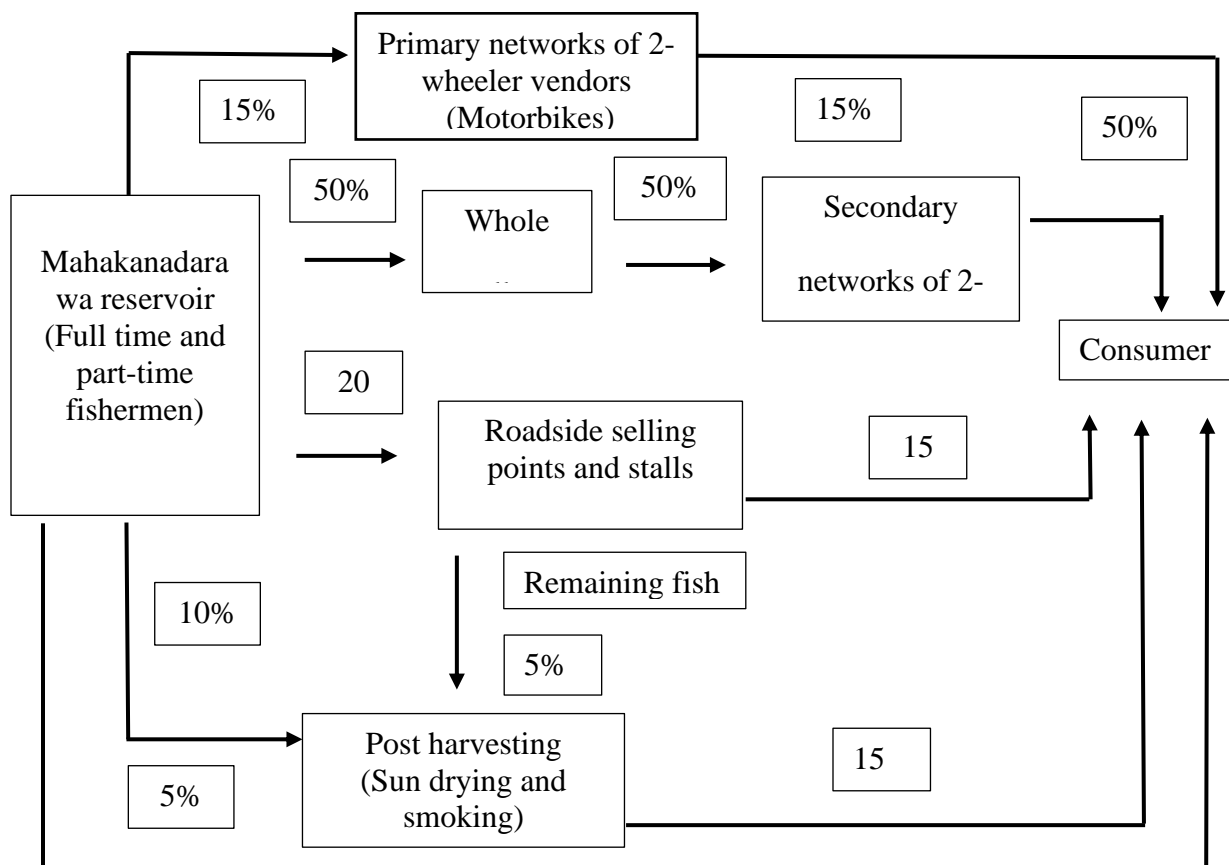 Primary networks of 2-
wheeler vendors
(Motorbikes)
15%
15%
50%
50%
50%
Whole
Secondary
networks of 2-
Mahakanadara
wa reservoir
(Full time and
part-time
fishermen)
Consumer
20
Roadside selling
points and stalls
15
Remaining fish
10%
5%
Post harvesting
(Sun drying and
smoking)
15
5%